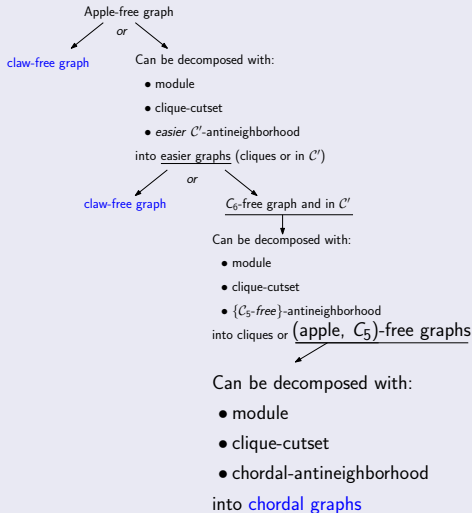 Apple-free graph
or
claw-free graph
Can be decomposed with:
• module
• clique-cutset
• easier C′-antineighborhood
into easier graphs (cliques or in C′)
or
claw-free graph
C₆-free graph and in C′
Can be decomposed with:
• module
• clique-cutset
• {C₅-free}-antineighborhood
into cliques or (apple, C₅)-free graphs
Can be decomposed with:
• module
• clique-cutset
• chordal-antineighborhood
into chordal graphs